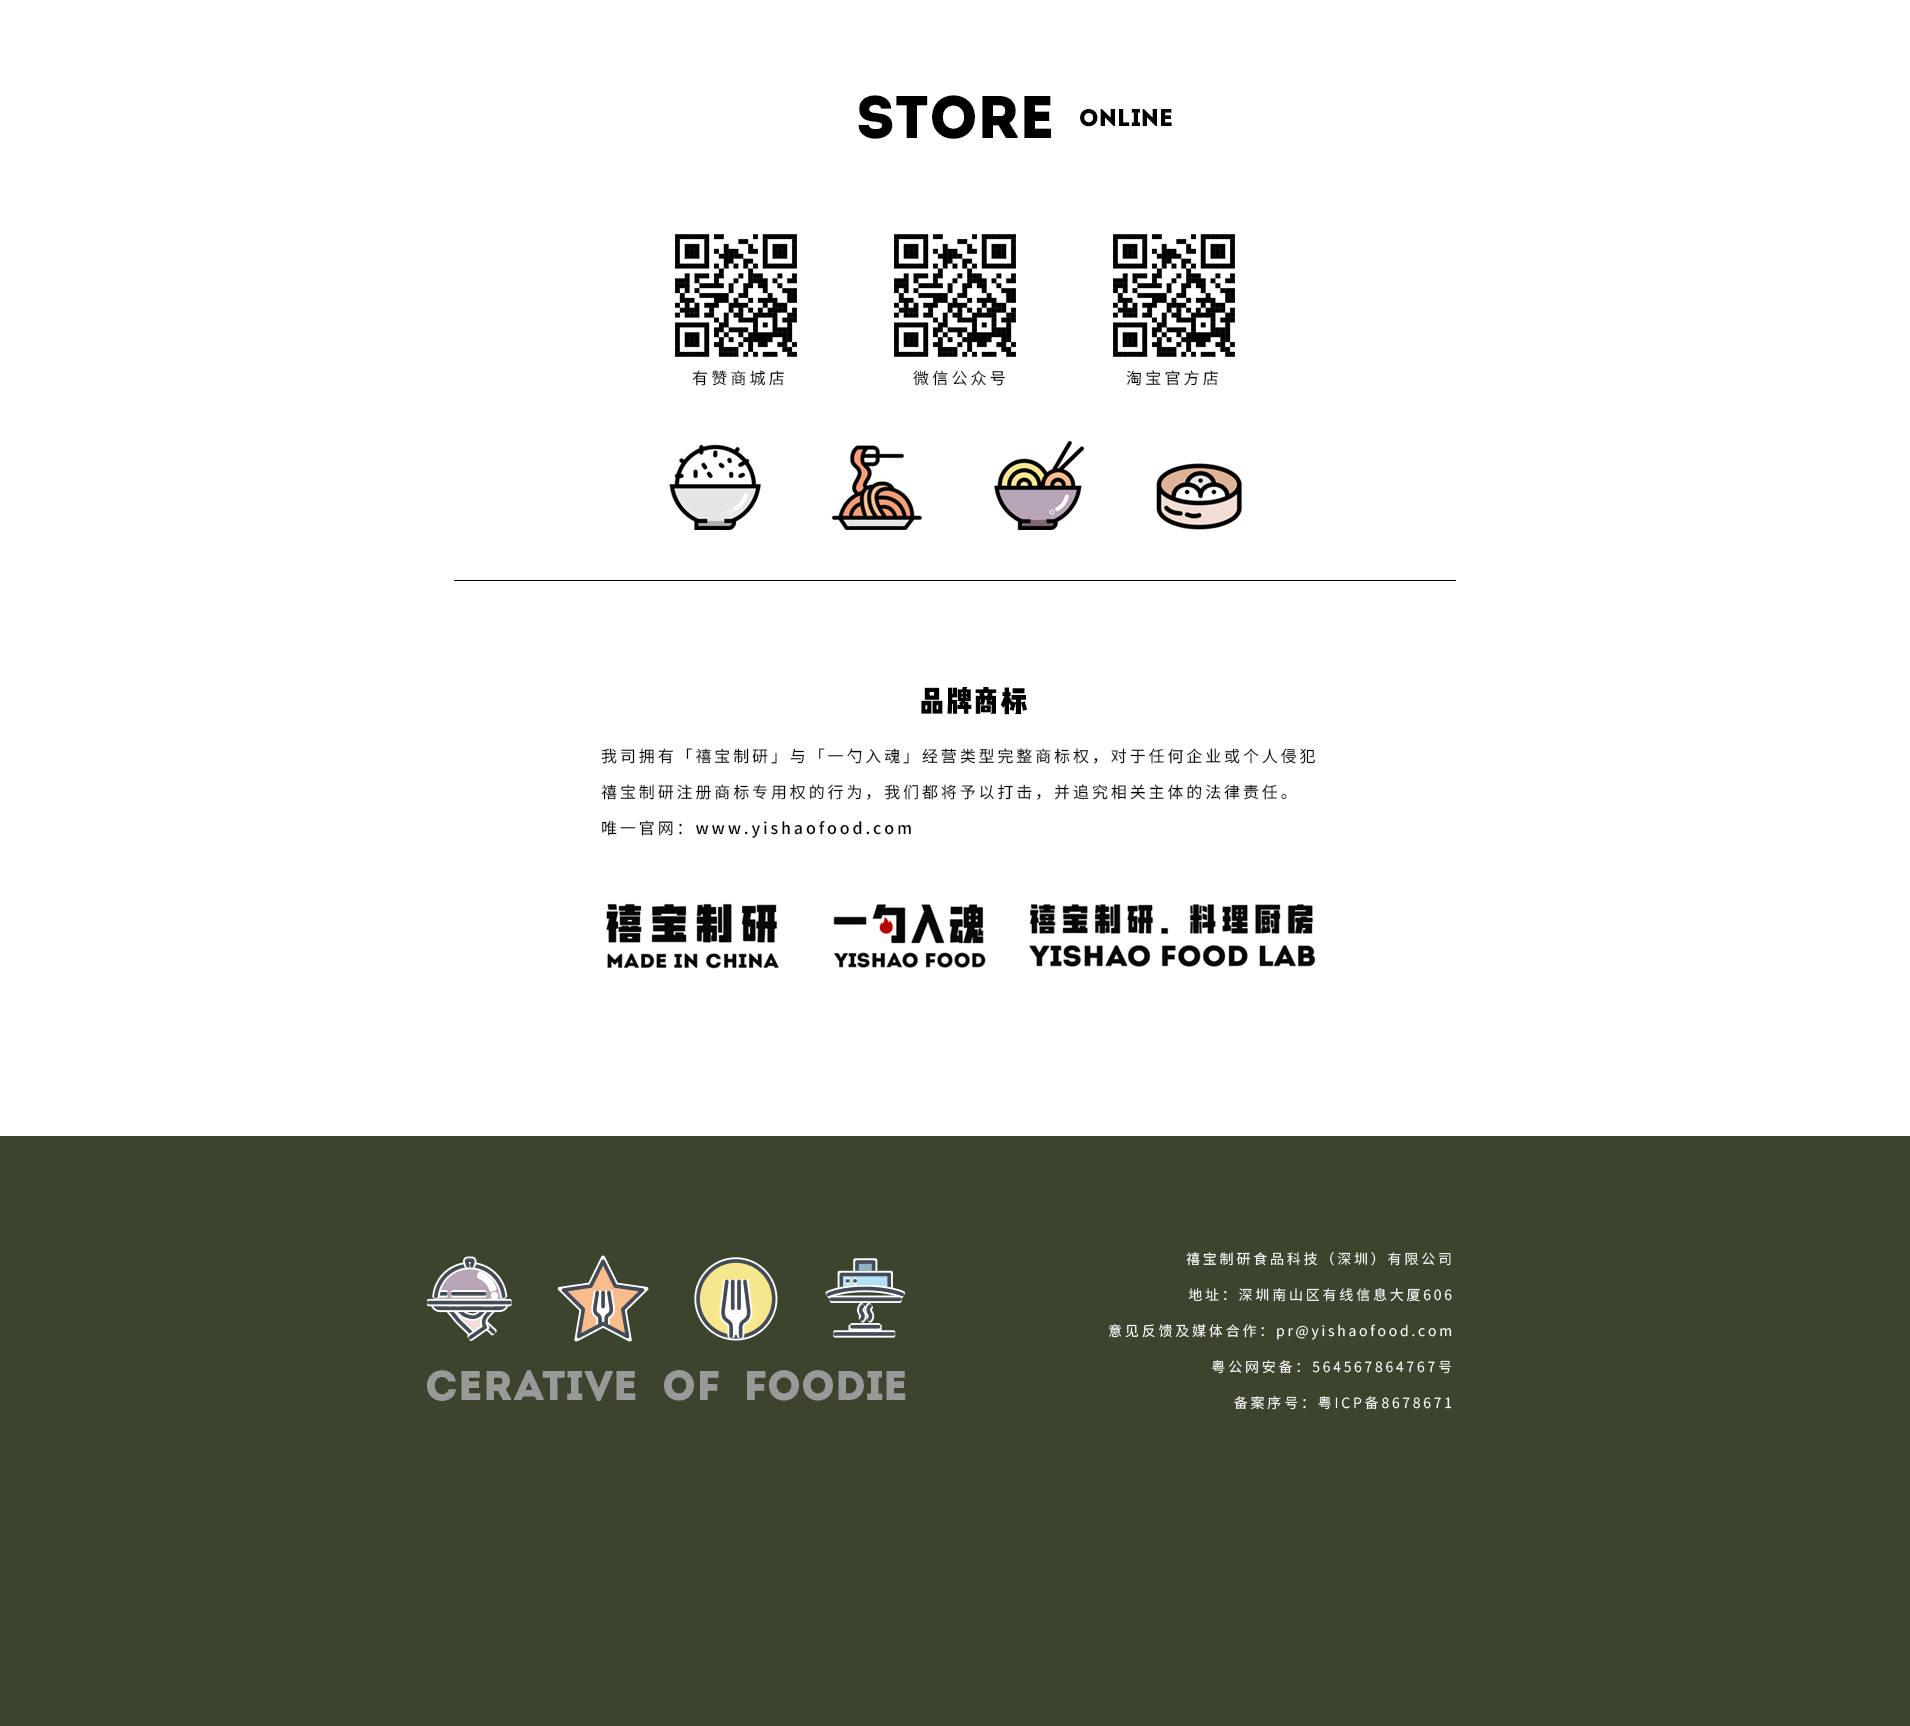 STORE ONLINE
有赞商城店
微信公众号
淘宝官方店
品牌商标
我司拥有「禧宝制研」与「一勺入魂」经营类型完整商标权，对于任何企业或个人侵犯
禧宝制研注册商标专用权的行为，我们都将予以打击，并追究相关主体的法律责任。
唯一官网：www.yishaofood.com
禧宝制研
MADE IN CHINA
一勺入魂
YISHAO FOOD
禧宝制研. 料理厨房
YISHAO FOOD LAB
CERATIVE OF FOODIE
禧宝制研食品科技（深圳）有限公司
地址：深圳南山区有线信息大厦606
意见反馈及媒体合作：pr@yishaofood.com
粤公网安备：564567864767号
备案序号：粤ICP备8678671